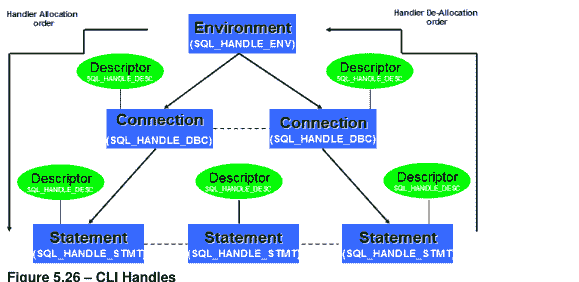 Handler Allocation
order
Handler De-Allocation
order
Environment
(SQL_HANDLE_ENV)
Descriptor
SQL_HANDLE_DESC
Descriptor
SQL_HANDLE_DESC
Connection
(SQL_HANDLE_DBC)
Connection
(SQL_HANDLE_DBC)
Descriptor
SQL_HANDLE_DESC
Descriptor
SQL_HANDLE_DESC
Descriptor
SQL_HANDLE_DESC
Statement
(SQL_HANDLE_STMT)
Statement
(SQL_HANDLE_STMT)
Statement
(SQL_HANDLE_STMT)
Figure 5.26 – CLI Handles